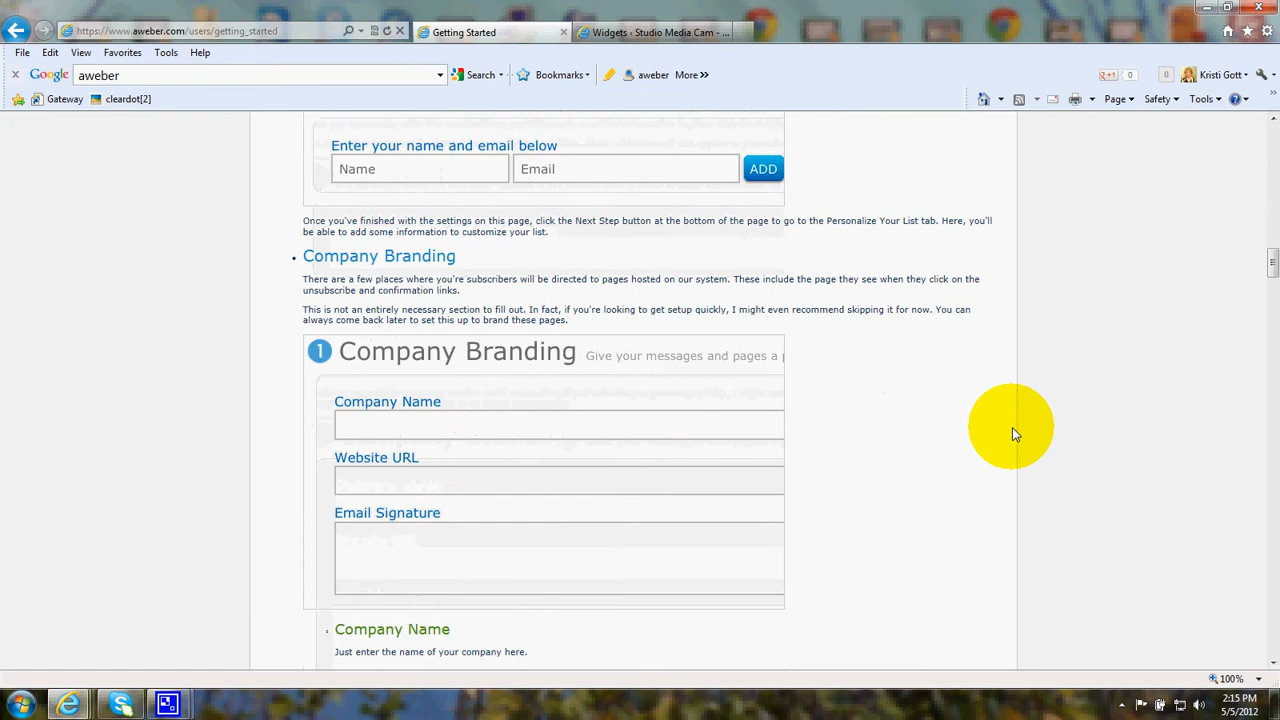 https://www.aweber.com/users/getting_started
Getting Started
Widgets ‹ Studio Media Cam - ...
File Edit View Favorites Tools Help
Google aweber Search Bookmarks aweber More » +1 0 0 Kristi Gott
Gateway cleardot[2] Page Safety Tools
Enter your name and email below
Name Email ADD
Once you've finished with the settings on this page, click the Next Step button at the bottom of the page to go to the Personalize Your List tab. Here, you'll
be able to add some information to customize your list.
Company Branding
There are a few places where you're subscribers will be directed to pages hosted on our system. These include the page they see when they click on the
unsubscribe and confirmation links.
This is not an entirely necessary section to fill out. In fact, if you're looking to get setup quickly, I might even recommend skipping it for now. You can
always come back later to set this up to brand these pages.
1 Company Branding Give your messages and pages a p
Company Name
Website URL
Email Signature
Company Name
Just enter the name of your company here.
100%
2:15 PM
5/5/2012